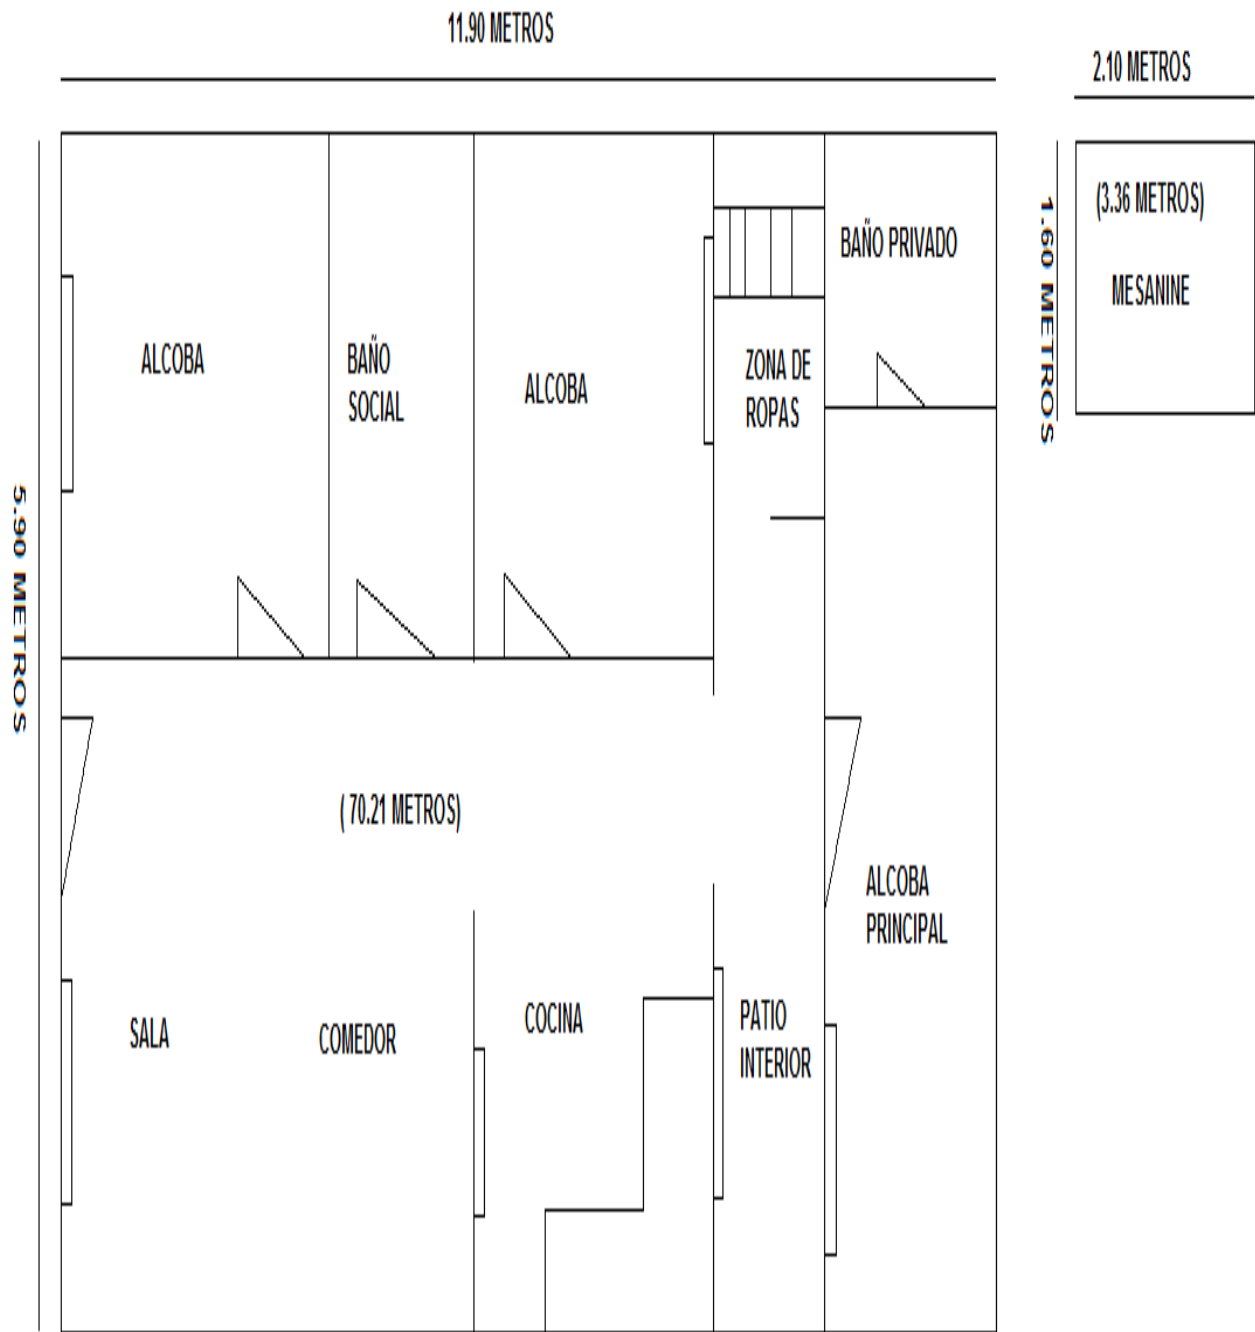 11.90 METROS
2.10 METROS
(3.36 METROS)
MESANINE
1.60 METROS
BAÑO PRIVADO
ALCOBA
BAÑO
SOCIAL
ALCOBA
ZONA DE
ROPAS
5.90 METROS
( 70.21 METROS)
ALCOBA
PRINCIPAL
SALA
COMEDOR
COCINA
PATIO
INTERIOR